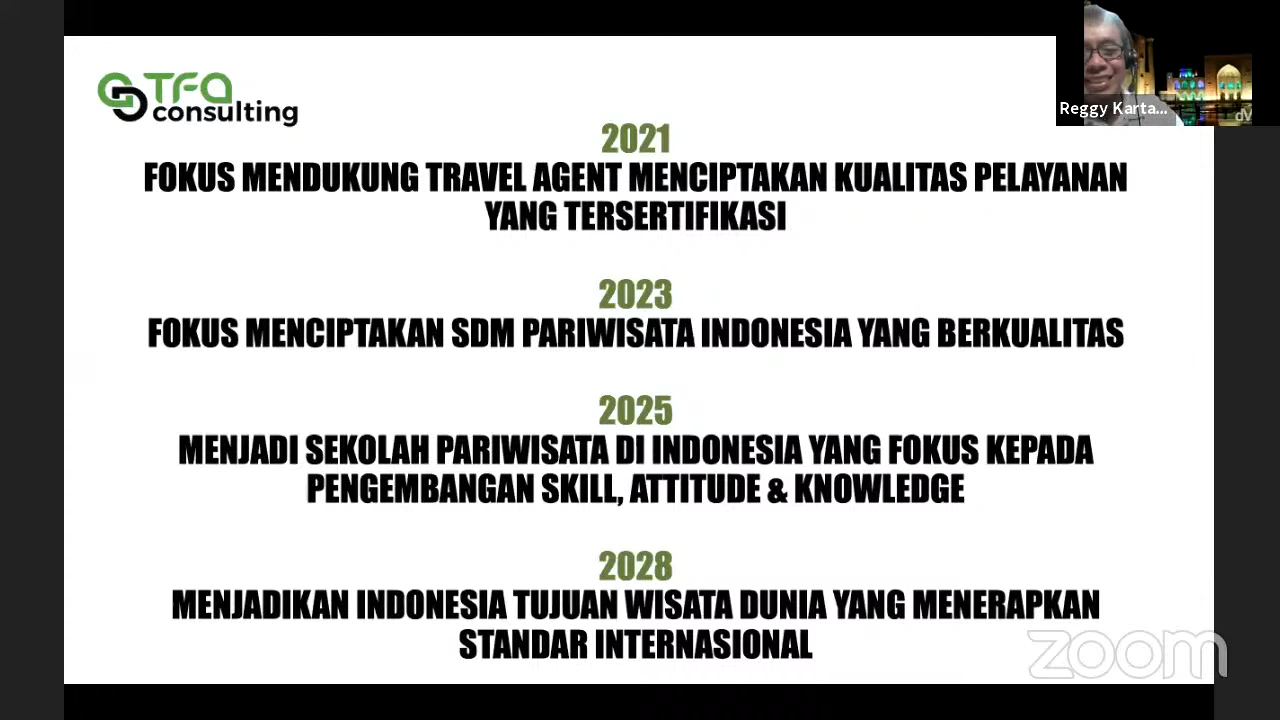 TFA
consulting
Reggy Karta...
dV
2021
FOKUS MENDUKUNG TRAVEL AGENT MENCIPTAKAN KUALITAS PELAYANAN
YANG TERSERTIFIKASI
2023
FOKUS MENCIPTAKAN SDM PARIWISATA INDONESIA YANG BERKUALITAS
2025
MENJADI SEKOLAH PARIWISATA DI INDONESIA YANG FOKUS KEPADA
PENGEMBANGAN SKILL, ATTITUDE & KNOWLEDGE
2028
MENJADIKAN INDONESIA TUJUAN WISATA DUNIA YANG MENERAPKAN
STANDAR INTERNASIONAL
zoom